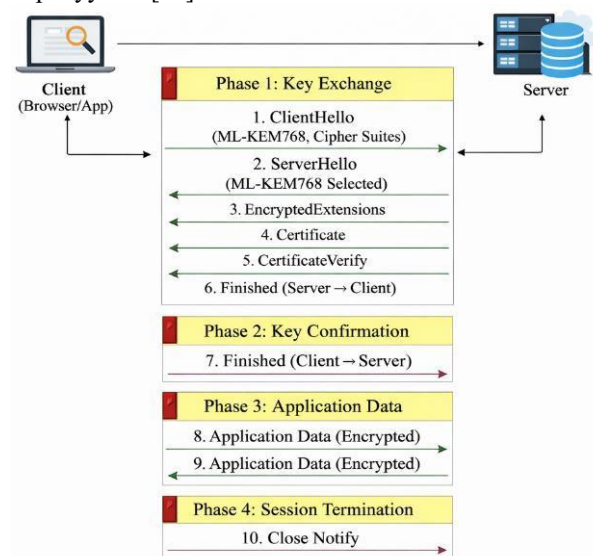 Client
(Browser/App)
Server
Phase 1: Key Exchange
1. ClientHello
(ML-KEM768, Cipher Suites)
2. ServerHello
(ML-KEM768 Selected)
3. EncryptedExtensions
4. Certificate
5. CertificateVerify
6. Finished (Server → Client)
Phase 2: Key Confirmation
7. Finished (Client → Server)
Phase 3: Application Data
8. Application Data (Encrypted)
9. Application Data (Encrypted)
Phase 4: Session Termination
10. Close Notify